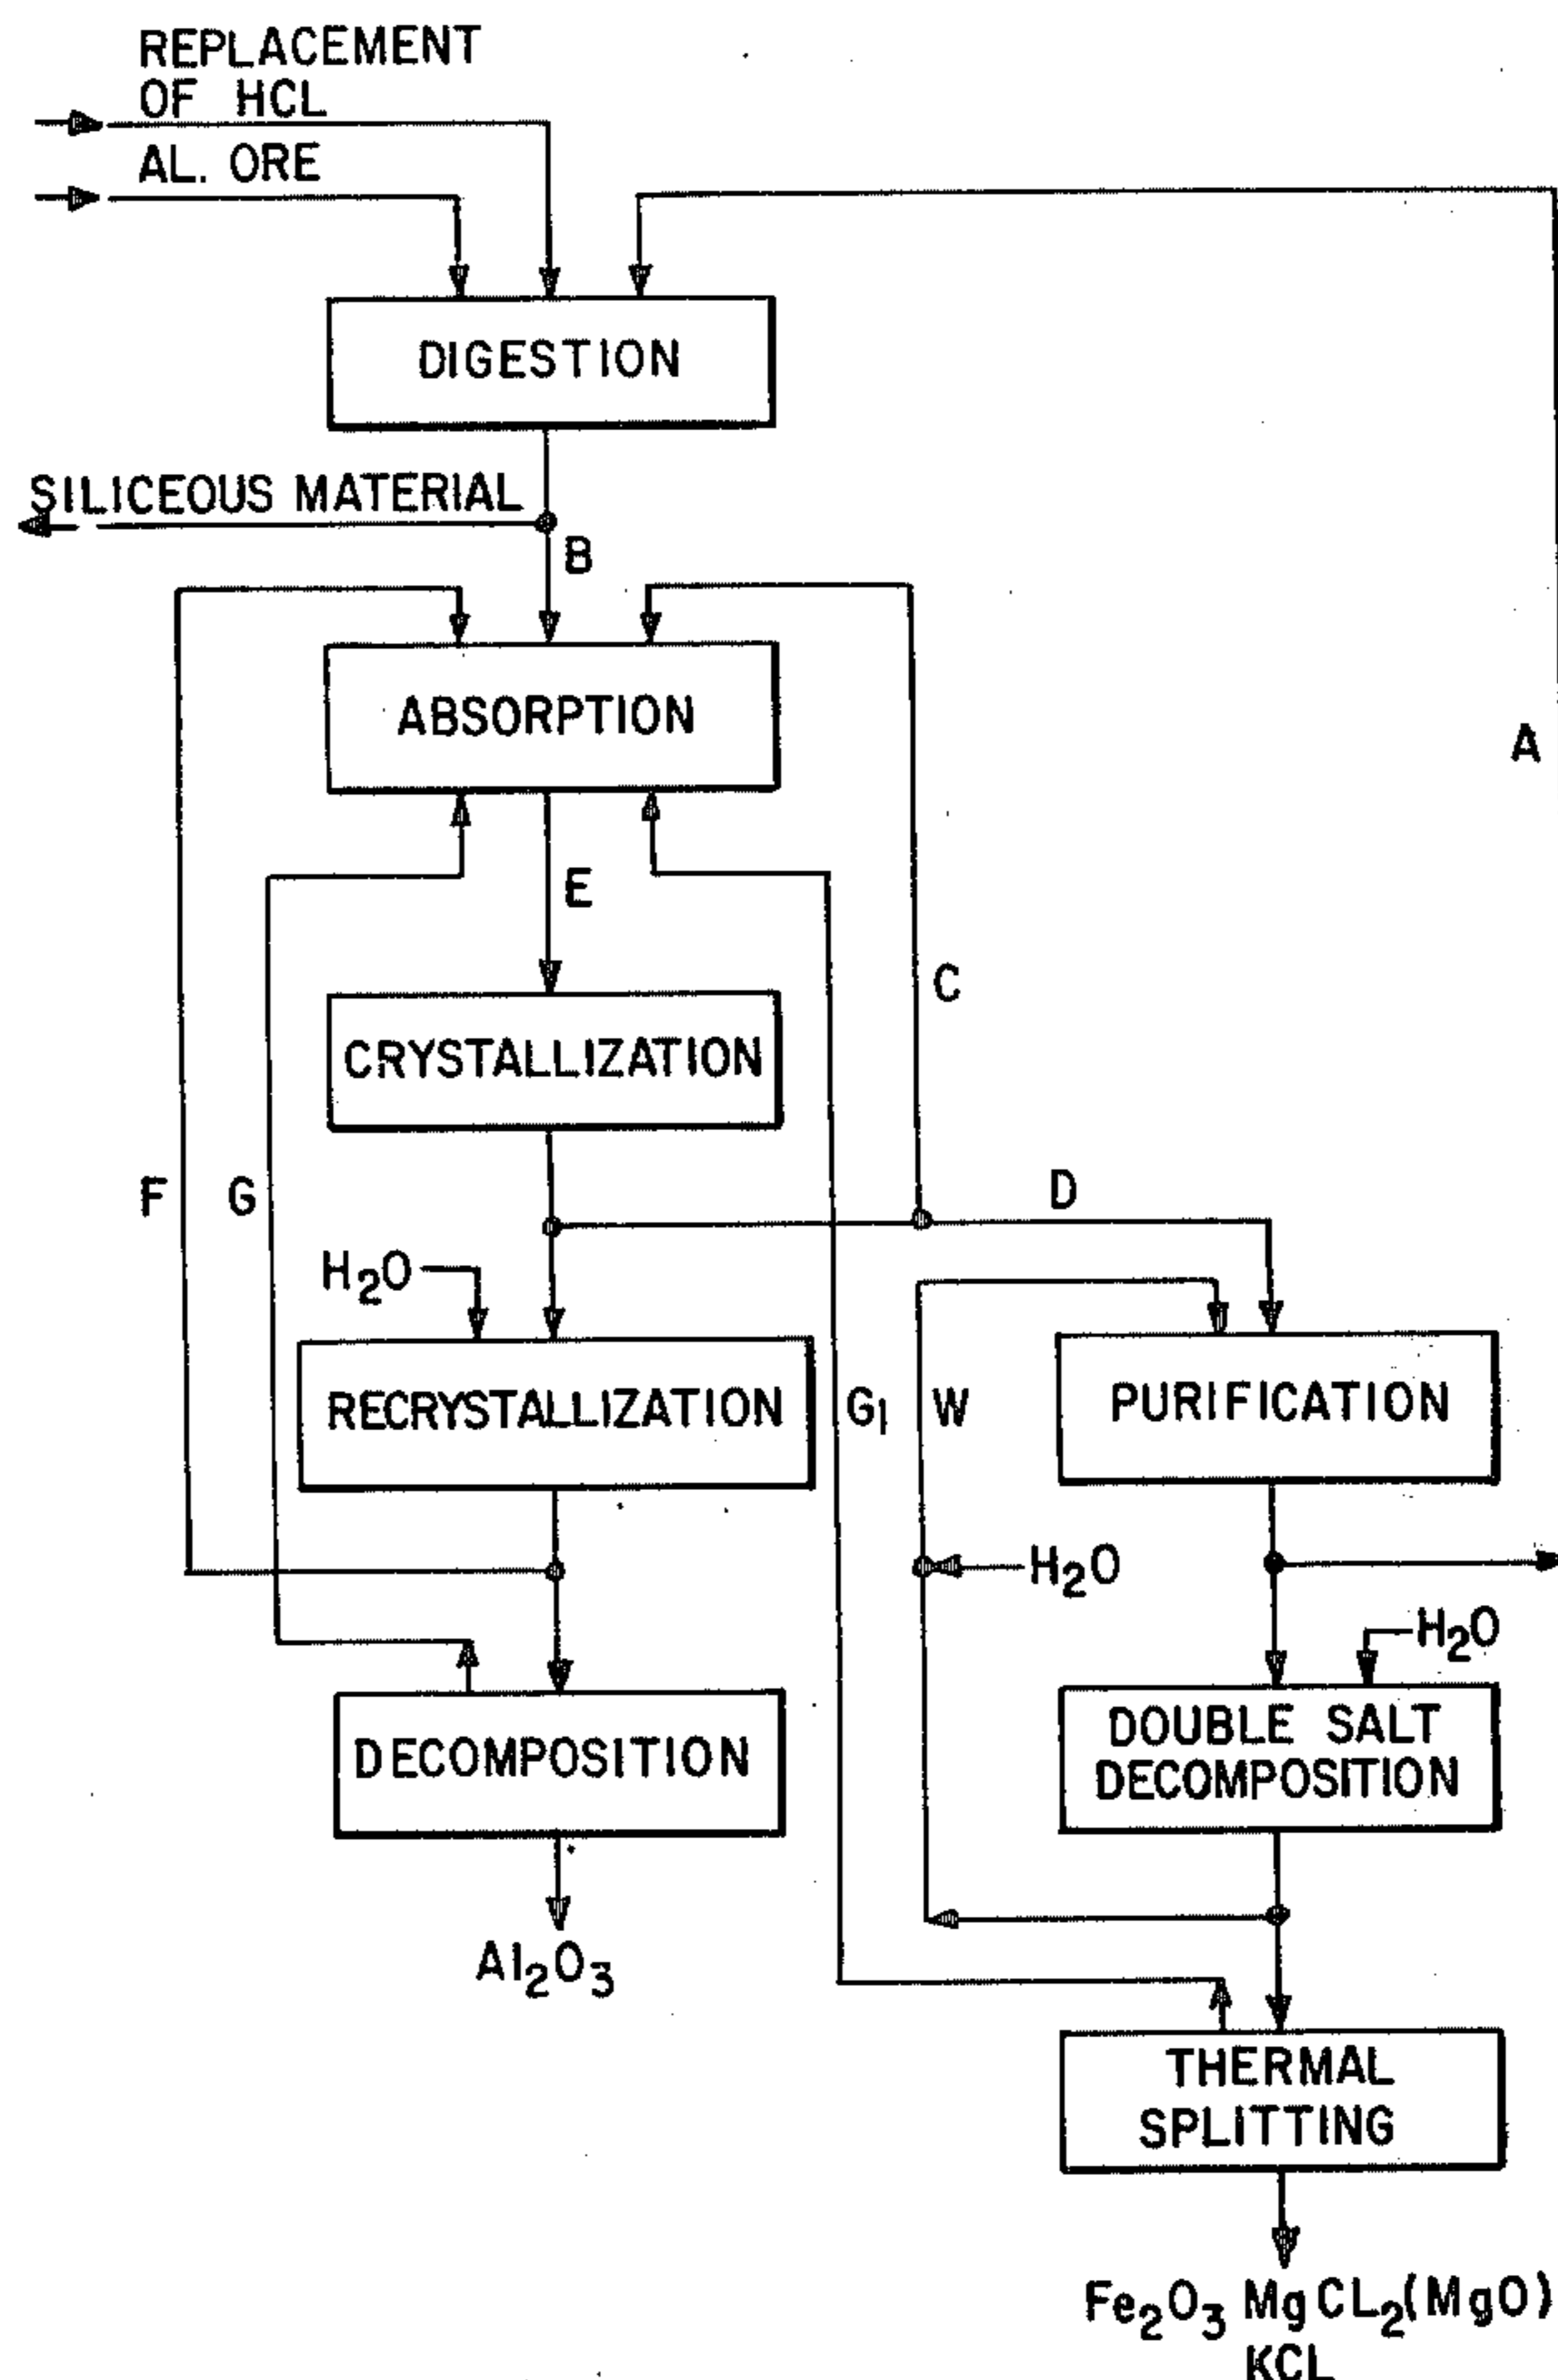 REPLACEMENT
OF HCL
AL. ORE
DIGESTION
SILICEOUS MATERIAL
B
ABSORPTION
A
E
C
CRYSTALLIZATION
F
G
D
H₂O
RECRYSTALLIZATION
G₁
W
PURIFICATION
H₂O
H₂O
DECOMPOSITION
DOUBLE SALT
DECOMPOSITION
Al₂O₃
THERMAL
SPLITTING
Fe₂O₃ MgCL₂(MgO)
KCL